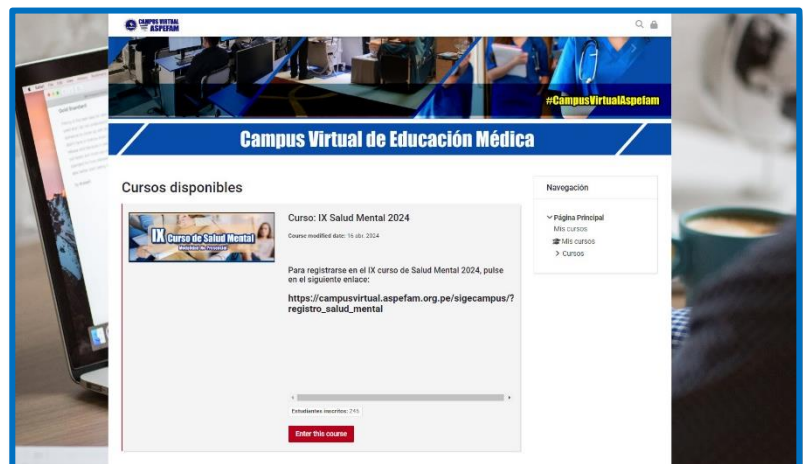 CAMPUS VIRTUAL
ASPEFAM
#CampusVirtualAspefam
Campus Virtual de Educación Médica
Cursos disponibles
IX Curso de Salud Mental
Modalidad No Presencial
Curso: IX Salud Mental 2024
Course modified date: 16 abr. 2024
Para registrarse en el IX curso de Salud Mental 2024, pulse
en el siguiente enlace:
https://campusvirtual.aspefam.org.pe/sigecampus/?
registro_salud_mental
Estudiantes inscritos: 246
Enter this course
Navegación
Página Principal
Mis cursos
Mis cursos
Cursos